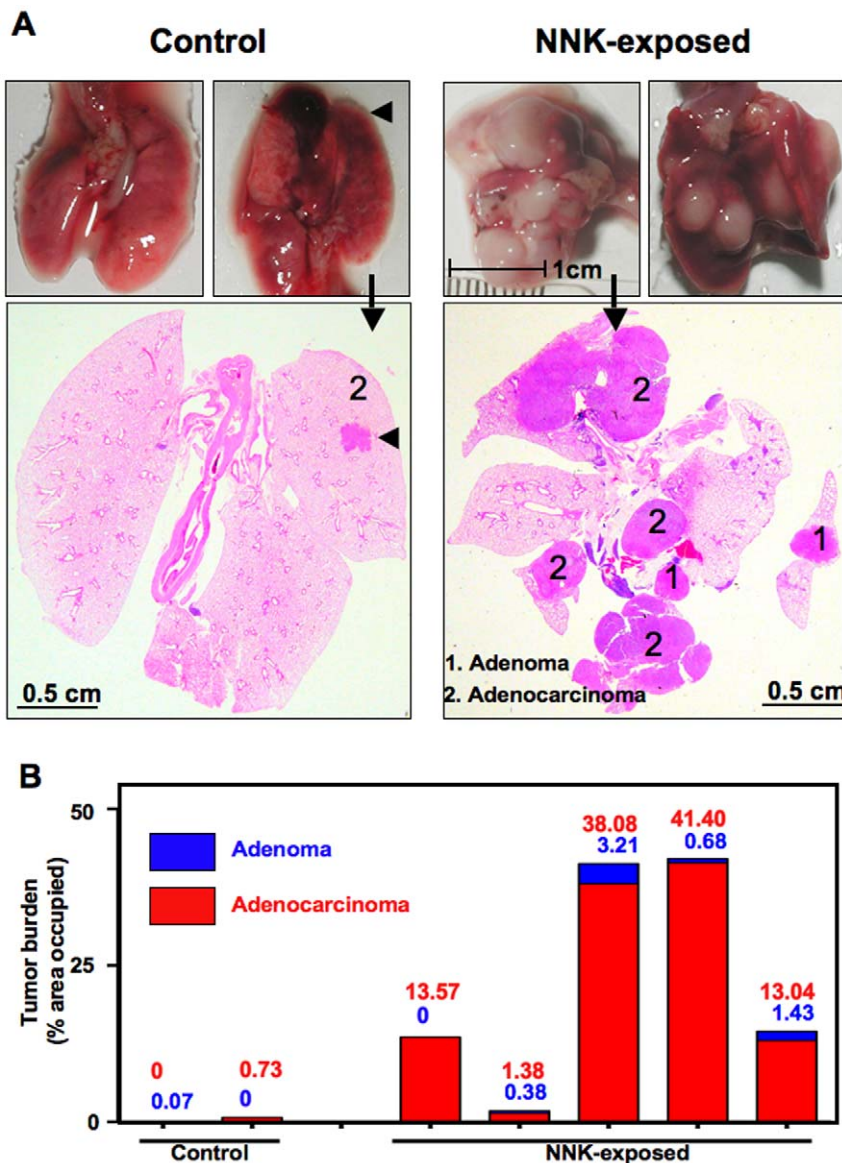 A
Control
NNK-exposed
1cm
2
2
2
1
2
1
2
1. Adenoma
2. Adenocarcinoma
0.5 cm
0.5 cm
B
Tumor burden
(% area occupied)
50
25
0
Adenoma
Adenocarcinoma
0
0.07
0.73
0
13.57
0
1.38
0.38
38.08
3.21
41.40
0.68
13.04
1.43
Control
NNK-exposed